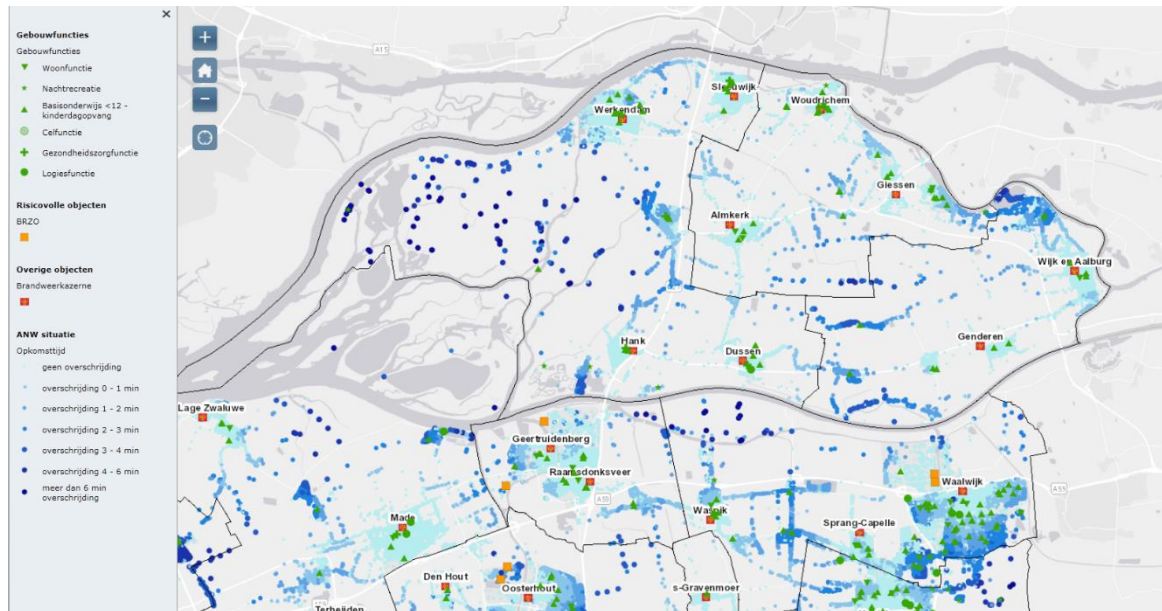 ×
Gebouwfuncties
Gebouwfuncties
Woonfunctie
Nachtrecreatie
Basisonderwijs <12 -
kinderdagopvang
Celfunctie
Gezondheidszorgfunctie
Logiesfunctie
Risicovolle objecten
BRZO
Overige objecten
Brandweerkazerne
ANW situatie
Opkomsttijd
geen overschrijding
overschrijding 0 - 1 min
overschrijding 1 - 2 min
overschrijding 2 - 3 min
overschrijding 3 - 4 min
overschrijding 4 - 6 min
meer dan 6 min
overschrijding
+
−
A15
Sleeuwijk
Werkendam
Woudrichem
Giessen
Almkerk
Wijk en Aalburg
Hank
Dussen
Genderen
Lage Zwaluwe
Geertruidenberg
Raamsdonksveer
A59
Waalwijk
A59
Made
Waspik
Sprang-Capelle
Den Hout
Oosterhout
s-Gravenmoer
Terheijden